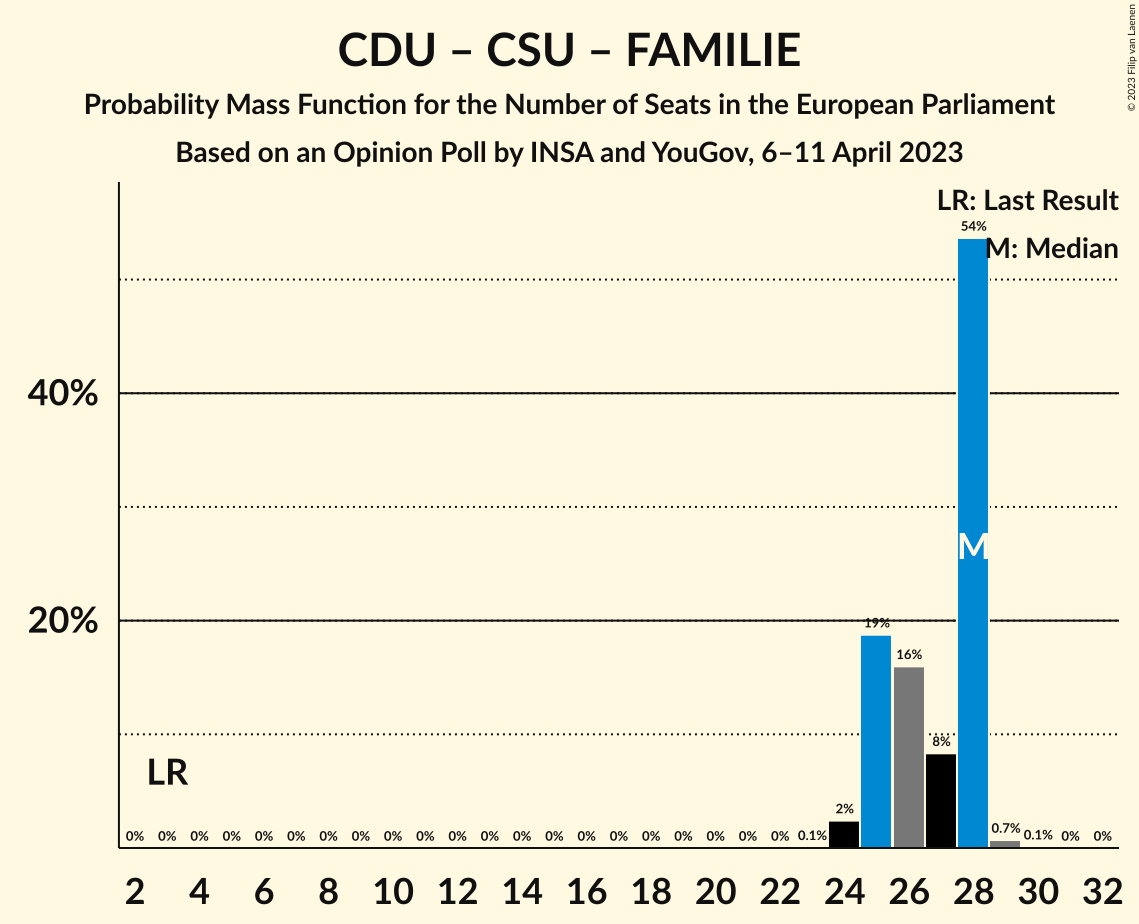 CDU – CSU – FAMILIE
Probability Mass Function for the Number of Seats in the European Parliament
Based on an Opinion Poll by INSA and YouGov, 6–11 April 2023
© 2023 Filip van Laenen
LR: Last Result
M: Median
54%
40%
M
20%
19%
16%
8%
LR
2%
0% 0% 0% 0% 0% 0% 0% 0% 0% 0% 0% 0% 0% 0% 0% 0% 0% 0% 0% 0% 0% 0.1% 0.7% 0.1% 0% 0%
2 4 6 8 10 12 14 16 18 20 22 24 26 28 30 32